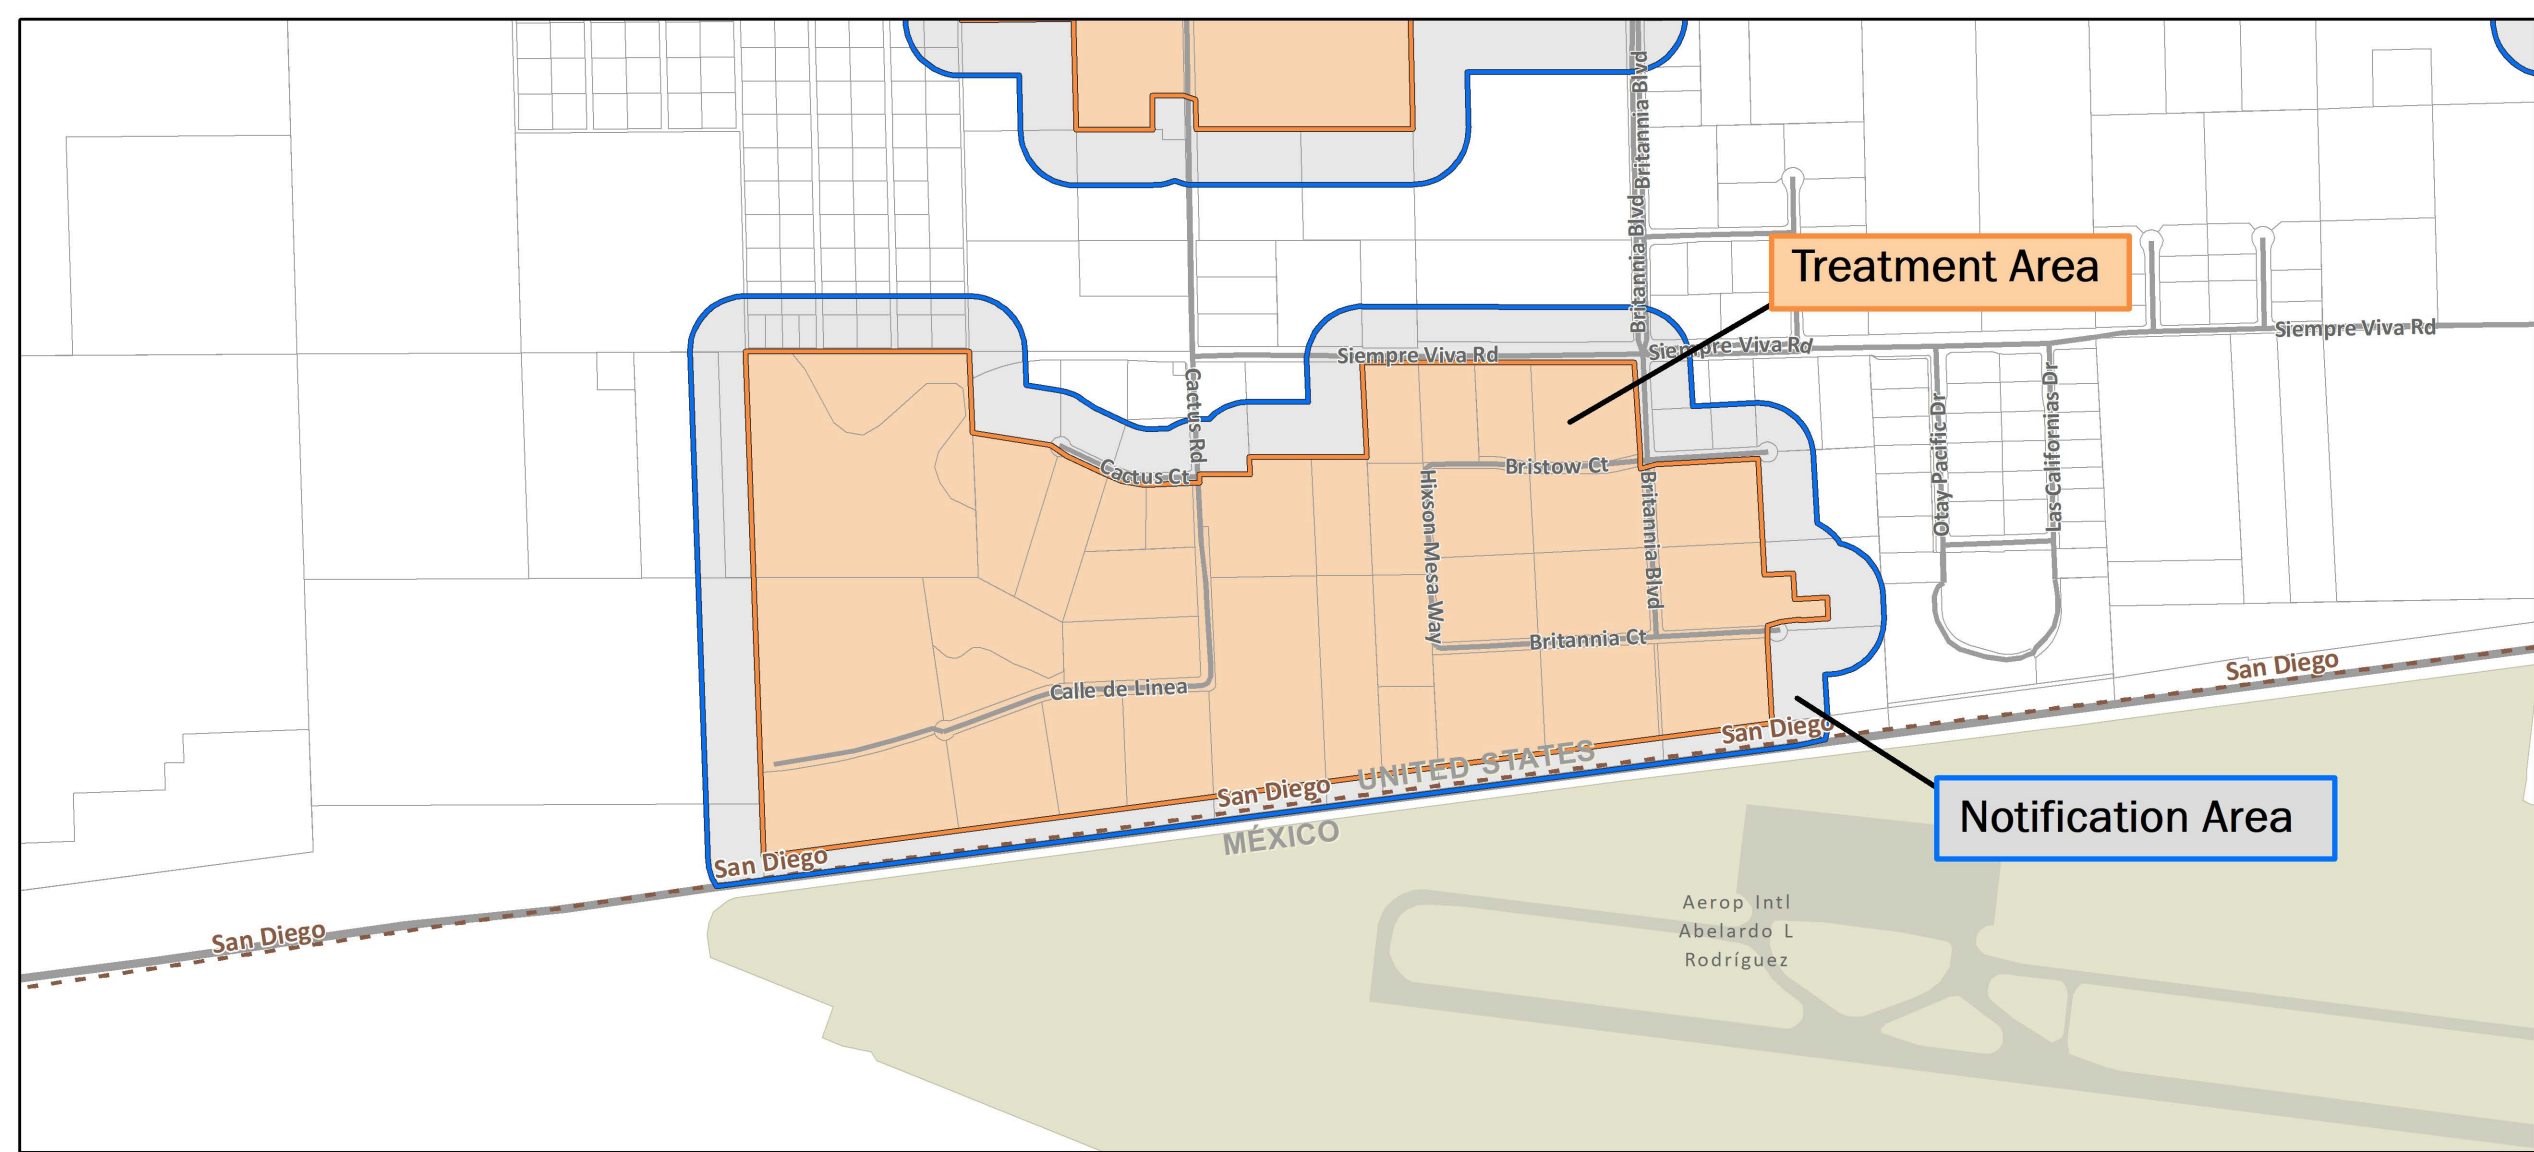 Britannia Blvd
Britannia Blvd
Britannia Blvd
Treatment Area
Siempre Viva Rd
Siempre Viva Rd
Siempre Viva Rd
Cactus Rd
Otay Pacific Dr
Las Californias Dr
Cactus Ct
Bristow Ct
Hixson Mesa Way
Britannia Blvd
Britannia Ct
Calle de Linea
San Diego
San Diego
UNITED STATES
San Diego
MÉXICO
Notification Area
San Diego
San Diego
Aerop Intl
Abelardo L
Rodríguez